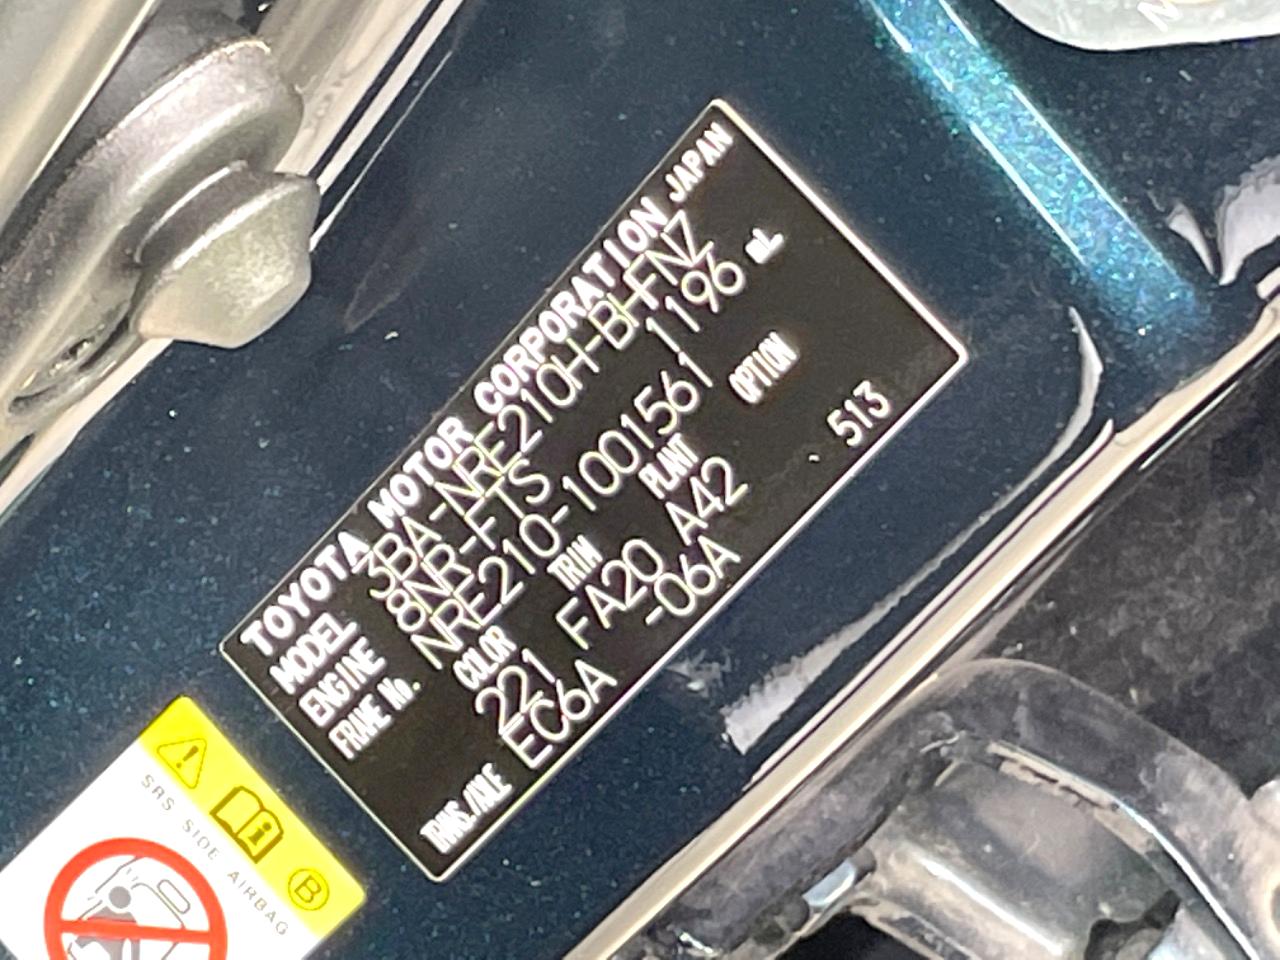 TOYOTA MOTOR CORPORATION JAPAN
MODEL 3BA-NRE210H-BHFNZ
ENGINE 8NR-FTS 1196 mL
FRAME No. NRE210-1001561
COLOR TRIM PLANT OPTION
221 FA20 A42 513
TRANS./AXLE EC6A -06A
SRS SIDE AIRBAG
B